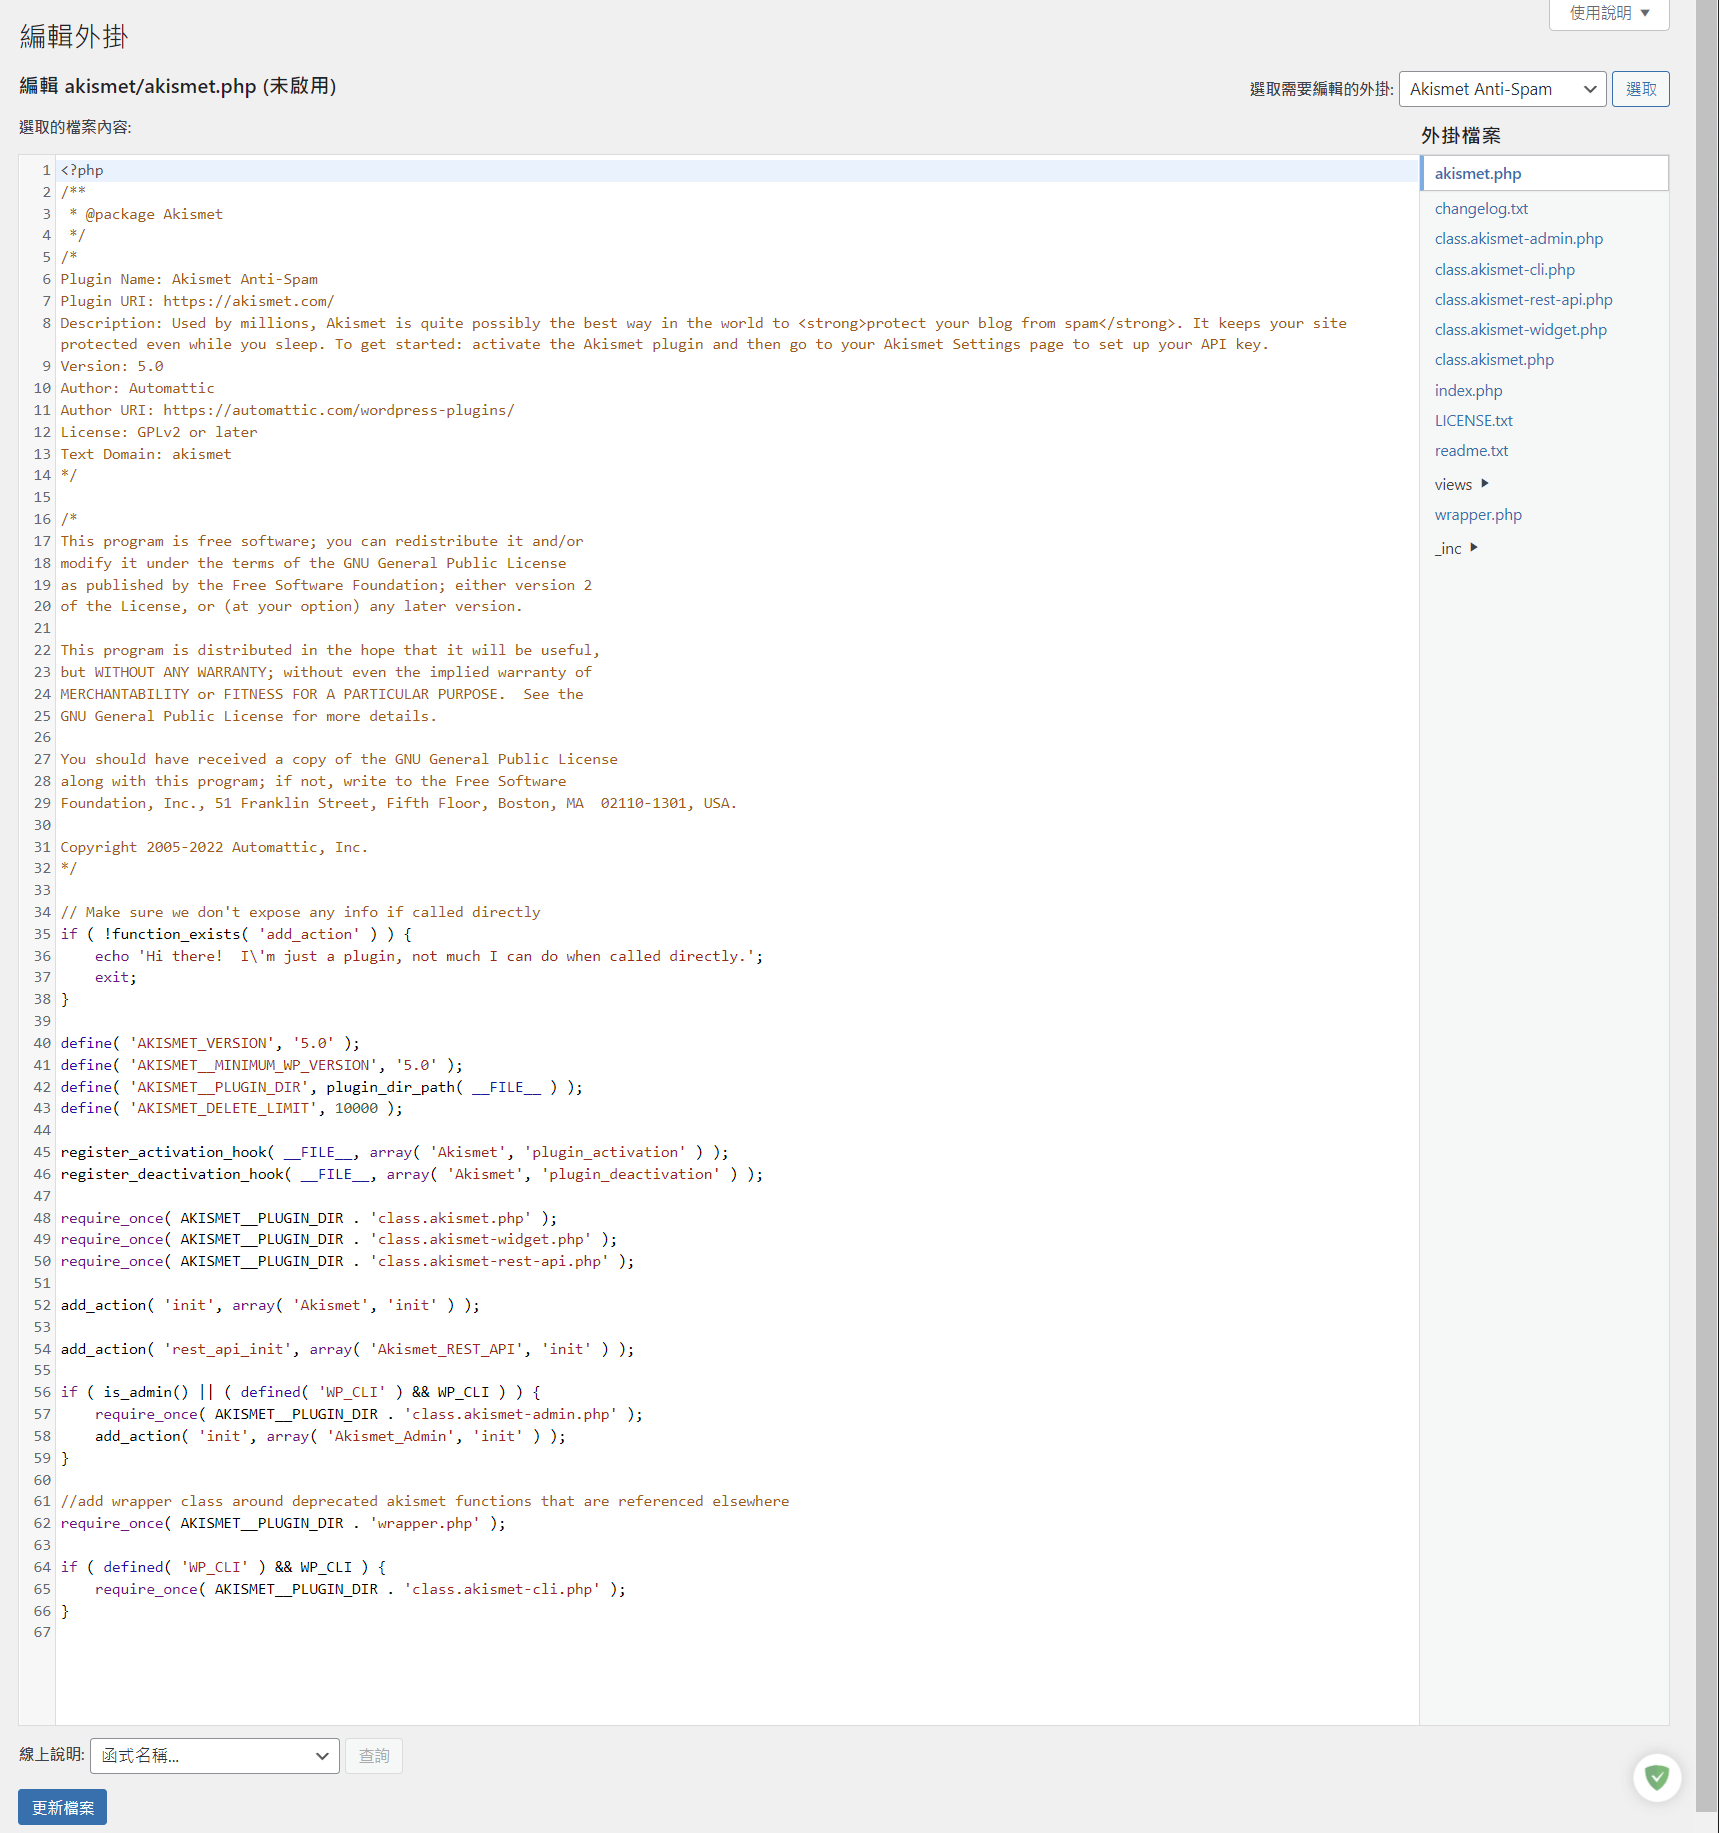 使用說明 ▼
編輯外掛
編輯 akismet/akismet.php (未啟用)
選取需要編輯的外掛: Akismet Anti-Spam 選取
選取的檔案內容:
外掛檔案
1 <?php
2 /**
3  * @package Akismet
4  */
5 /*
6 Plugin Name: Akismet Anti-Spam
7 Plugin URI: https://akismet.com/
8 Description: Used by millions, Akismet is quite possibly the best way in the world to <strong>protect your blog from spam</strong>. It keeps your site
protected even while you sleep. To get started: activate the Akismet plugin and then go to your Akismet Settings page to set up your API key.
9 Version: 5.0
10 Author: Automattic
11 Author URI: https://automattic.com/wordpress-plugins/
12 License: GPLv2 or later
13 Text Domain: akismet
14 */
15
16 /*
17 This program is free software; you can redistribute it and/or
18 modify it under the terms of the GNU General Public License
19 as published by the Free Software Foundation; either version 2
20 of the License, or (at your option) any later version.
21
22 This program is distributed in the hope that it will be useful,
23 but WITHOUT ANY WARRANTY; without even the implied warranty of
24 MERCHANTABILITY or FITNESS FOR A PARTICULAR PURPOSE.  See the
25 GNU General Public License for more details.
26
27 You should have received a copy of the GNU General Public License
28 along with this program; if not, write to the Free Software
29 Foundation, Inc., 51 Franklin Street, Fifth Floor, Boston, MA  02110-1301, USA.
30
31 Copyright 2005-2022 Automattic, Inc.
32 */
33
34 // Make sure we don't expose any info if called directly
35 if ( !function_exists( 'add_action' ) ) {
36     echo 'Hi there!  I\'m just a plugin, not much I can do when called directly.';
37     exit;
38 }
39
40 define( 'AKISMET_VERSION', '5.0' );
41 define( 'AKISMET__MINIMUM_WP_VERSION', '5.0' );
42 define( 'AKISMET__PLUGIN_DIR', plugin_dir_path( __FILE__ ) );
43 define( 'AKISMET_DELETE_LIMIT', 10000 );
44
45 register_activation_hook( __FILE__, array( 'Akismet', 'plugin_activation' ) );
46 register_deactivation_hook( __FILE__, array( 'Akismet', 'plugin_deactivation' ) );
47
48 require_once( AKISMET__PLUGIN_DIR . 'class.akismet.php' );
49 require_once( AKISMET__PLUGIN_DIR . 'class.akismet-widget.php' );
50 require_once( AKISMET__PLUGIN_DIR . 'class.akismet-rest-api.php' );
51
52 add_action( 'init', array( 'Akismet', 'init' ) );
53
54 add_action( 'rest_api_init', array( 'Akismet_REST_API', 'init' ) );
55
56 if ( is_admin() || ( defined( 'WP_CLI' ) && WP_CLI ) ) {
57     require_once( AKISMET__PLUGIN_DIR . 'class.akismet-admin.php' );
58     add_action( 'init', array( 'Akismet_Admin', 'init' ) );
59 }
60
61 //add wrapper class around deprecated akismet functions that are referenced elsewhere
62 require_once( AKISMET__PLUGIN_DIR . 'wrapper.php' );
63
64 if ( defined( 'WP_CLI' ) && WP_CLI ) {
65     require_once( AKISMET__PLUGIN_DIR . 'class.akismet-cli.php' );
66 }
67
akismet.php
changelog.txt
class.akismet-admin.php
class.akismet-cli.php
class.akismet-rest-api.php
class.akismet-widget.php
class.akismet.php
index.php
LICENSE.txt
readme.txt
views ▸
wrapper.php
_inc ▸
線上說明: 函式名稱... 查詢
更新檔案